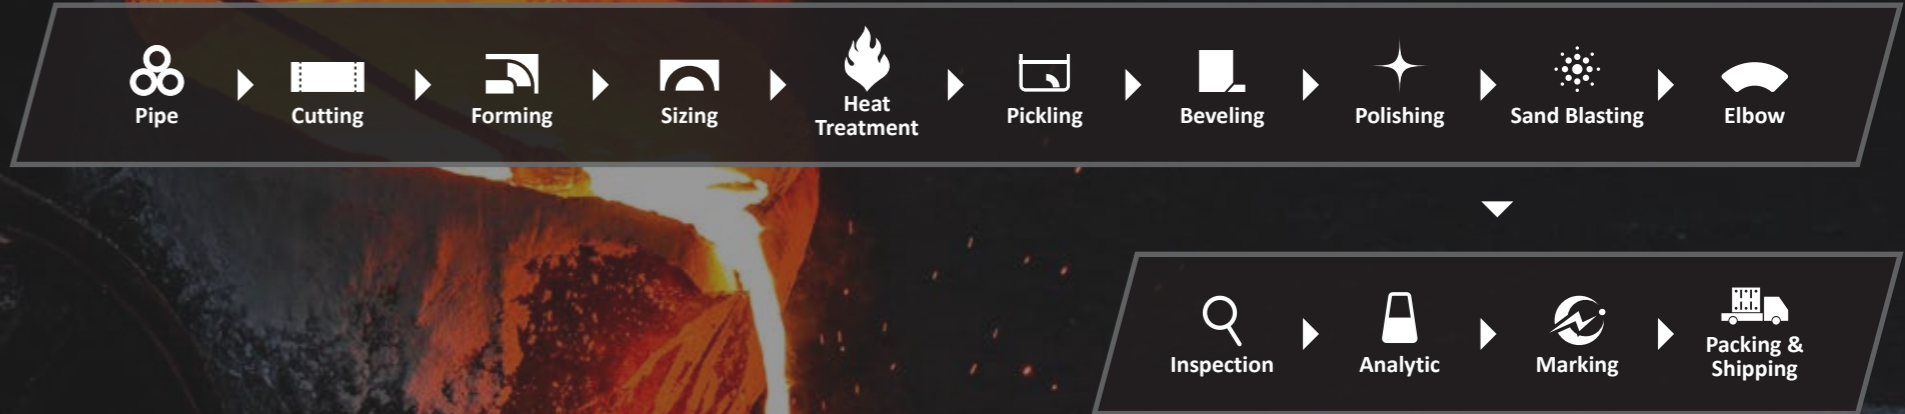 Pipe
Cutting
Forming
Sizing
Heat
Treatment
Pickling
Beveling
Polishing
Sand Blasting
Elbow
Inspection
Analytic
Marking
Packing &
Shipping